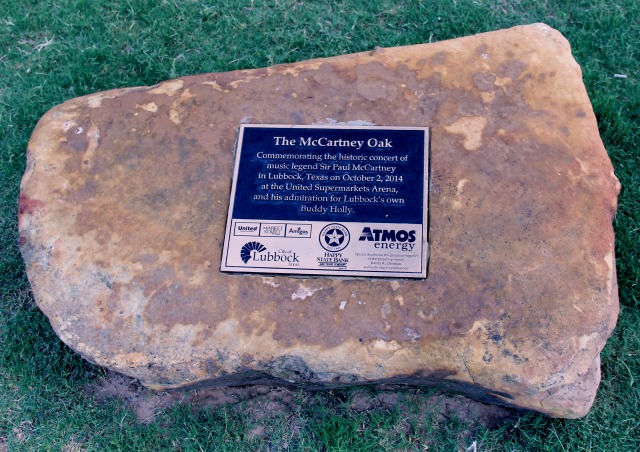 The McCartney Oak
Commemorating the historic concert of
music legend Sir Paul McCartney
in Lubbock, Texas on October 2, 2014
at the United Supermarkets Arena,
and his admiration for Lubbock's own
Buddy Holly.
United
Amigos
ATMOS
energy
City of
Lubbock
TEXAS
HAPPY
STATE BANK